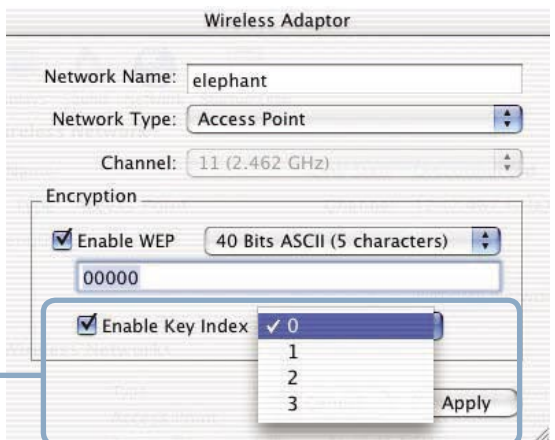 Wireless Adaptor
Network Name: elephant
Network Type: Access Point
Channel: 11 (2.462 GHz)
Encryption
Enable WEP 40 Bits ASCII (5 characters)
00000
Enable Key Index ✓ 0
1
2
3
Apply